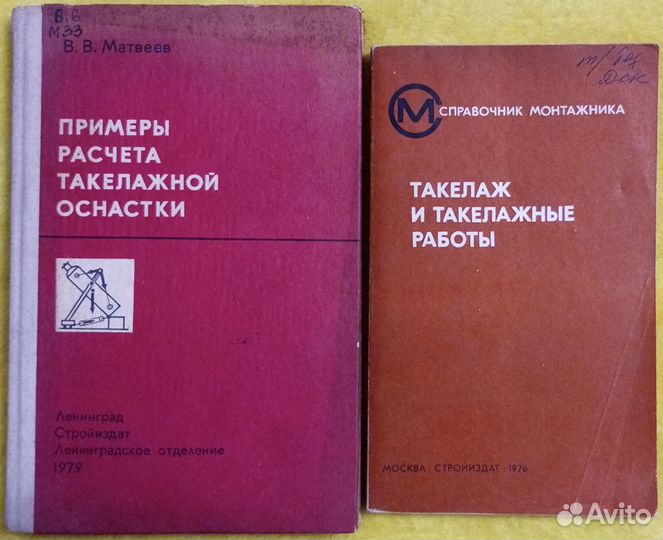 В.6
М33
В. В. Матвеев
ПРИМЕРЫ
РАСЧЕТА
ТАКЕЛАЖНОЙ
ОСНАСТКИ
Ленинград
Стройиздат
Ленинградское отделение
1979
СПРАВОЧНИК МОНТАЖНИКА
ТАКЕЛАЖ
И ТАКЕЛАЖНЫЕ
РАБОТЫ
МОСКВА СТРОЙИЗДАТ 1976
Avito